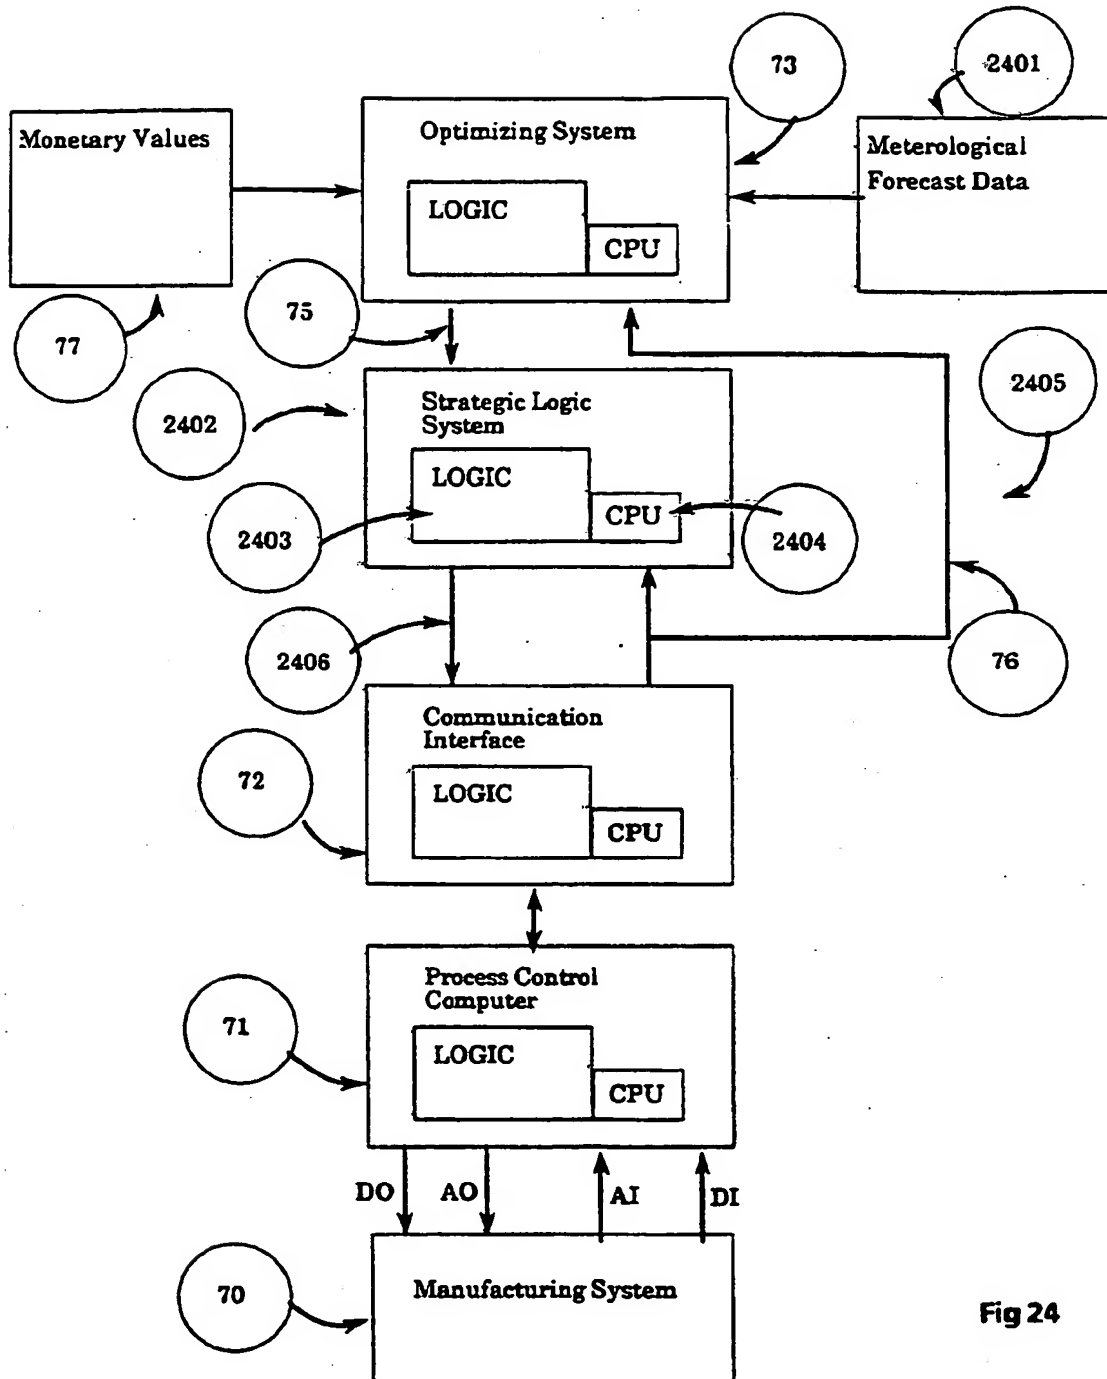 73
2401
Monetary Values
Optimizing System
LOGIC
CPU
Meterological
Forecast Data
77
75
2402
2405
Strategic Logic
System
LOGIC
CPU
2403
2404
2406
76
Communication
Interface
LOGIC
CPU
72
Process Control
Computer
LOGIC
CPU
71
DO
AO
AI
DI
Manufacturing System
70
Fig 24